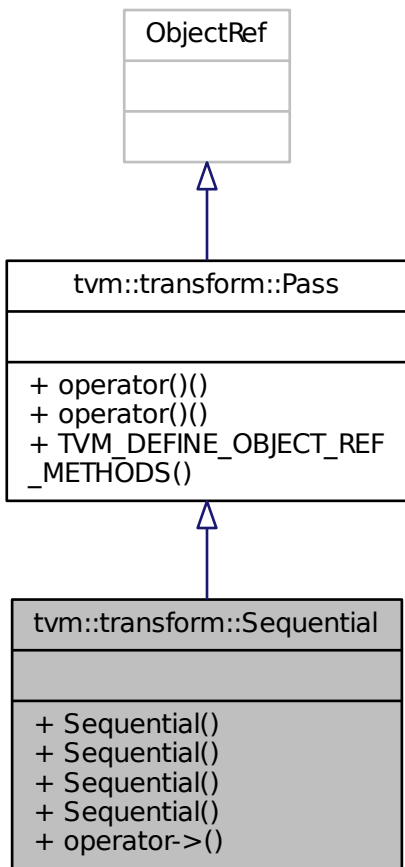 ObjectRef
tvm::transform::Pass
+ operator()()
+ operator()()
+ TVM_DEFINE_OBJECT_REF
_METHODS()
tvm::transform::Sequential
+ Sequential()
+ Sequential()
+ Sequential()
+ Sequential()
+ operator->()